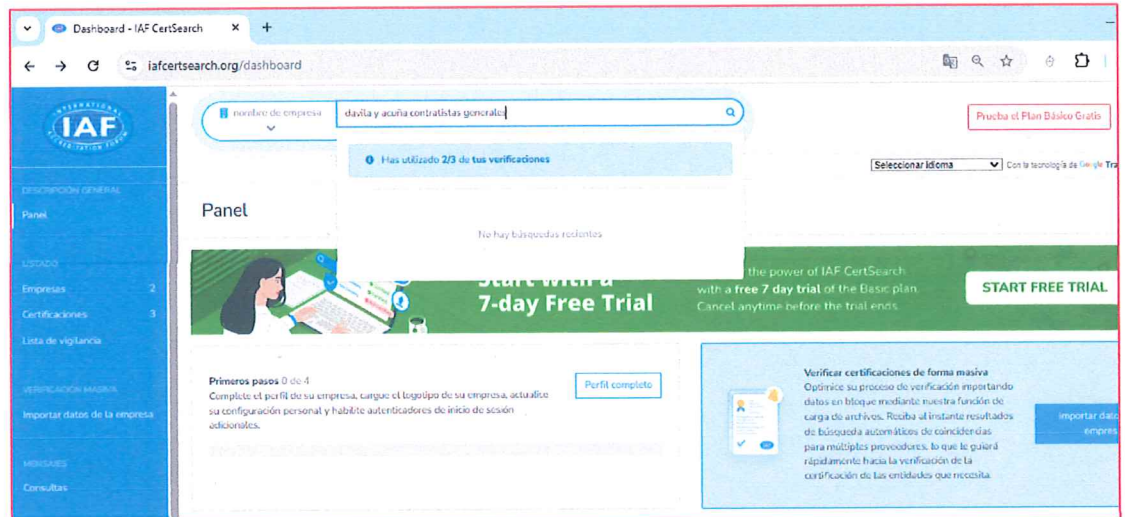 Dashboard - IAF CertSearch
iafcertsearch.org/dashboard
INTERNATIONAL
IAF
ACCREDITATION FORUM
nombre de empresa
davila y acuña contratistas generales
Prueba el Plan Básico Gratis
Has utilizado 2/3 de tus verificaciones
Seleccionar Idioma
Con la tecnología de Google Tra
DESCRIPCIÓN GENERAL
Panel
Panel
No hay búsquedas recientes
LISTADO
Empresas 2
Certificaciones 3
Lista de vigilancia
Start with a
7-day Free Trial
the power of IAF CertSearch
with a free 7 day trial of the Basic plan.
Cancel anytime before the trial ends.
START FREE TRIAL
VERIFICACIÓN MASIVA
Importar datos de la empresa
MENSAJES
Consultas
Primeros pasos 0 de 4
Complete el perfil de su empresa, cargue el logotipo de su empresa, actualice
su configuración personal y habilite autenticadores de inicio de sesión
adicionales.
Perfil completo
Verificar certificaciones de forma masiva
Optimice su proceso de verificación importando
datos en bloque mediante nuestra función de
carga de archivos. Reciba al instante resultados
de búsqueda automáticos de coincidencias
para múltiples proveedores, lo que le guiará
rápidamente hacia la verificación de la
certificación de las entidades que necesita.
importar dato
empres